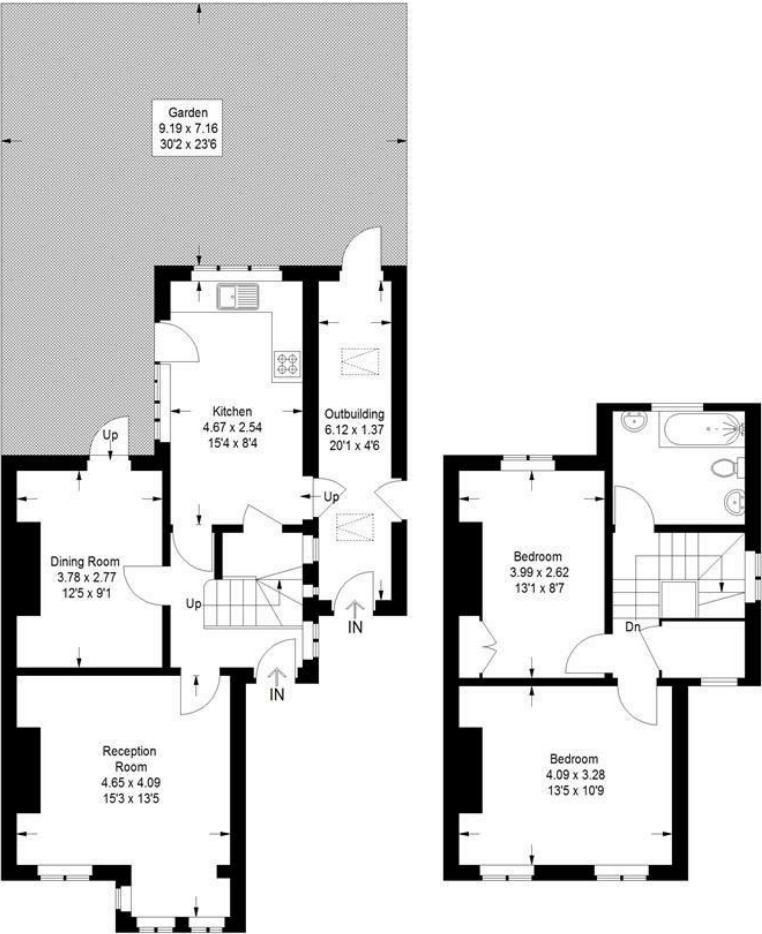 Garden
9.19 x 7.16
30'2 x 23'6
Kitchen
4.67 x 2.54
15'4 x 8'4
Outbuilding
6.12 x 1.37
20'1 x 4'6
Up
Up
Dining Room
3.78 x 2.77
12'5 x 9'1
Up
IN
IN
Reception
Room
4.65 x 4.09
15'3 x 13'5
Bedroom
3.99 x 2.62
13'1 x 8'7
Dn
Bedroom
4.09 x 3.28
13'5 x 10'9